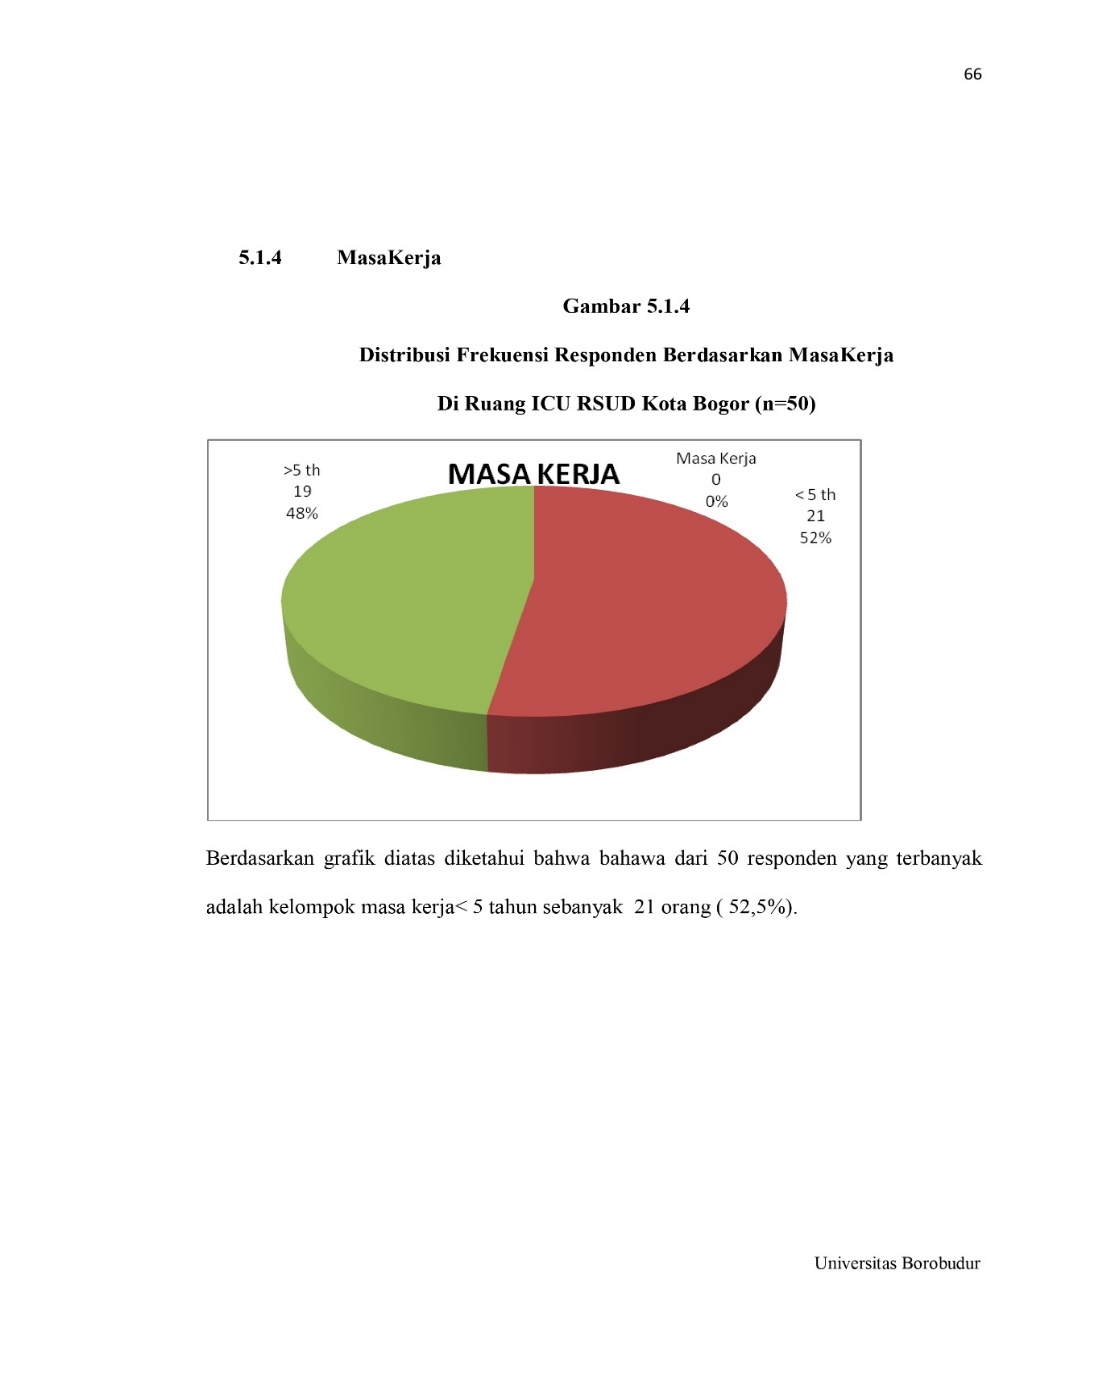 66
5.1.4 MasaKerja
Gambar 5.1.4
Distribusi Frekuensi Responden Berdasarkan MasaKerja
Di Ruang ICU RSUD Kota Bogor (n=50)
MASA KERJA
>5 th
19
48%
Masa Kerja
0
0%
< 5 th
21
52%
Berdasarkan grafik diatas diketahui bahwa bahawa dari 50 responden yang terbanyak
adalah kelompok masa kerja< 5 tahun sebanyak 21 orang ( 52,5%).
Universitas Borobudur